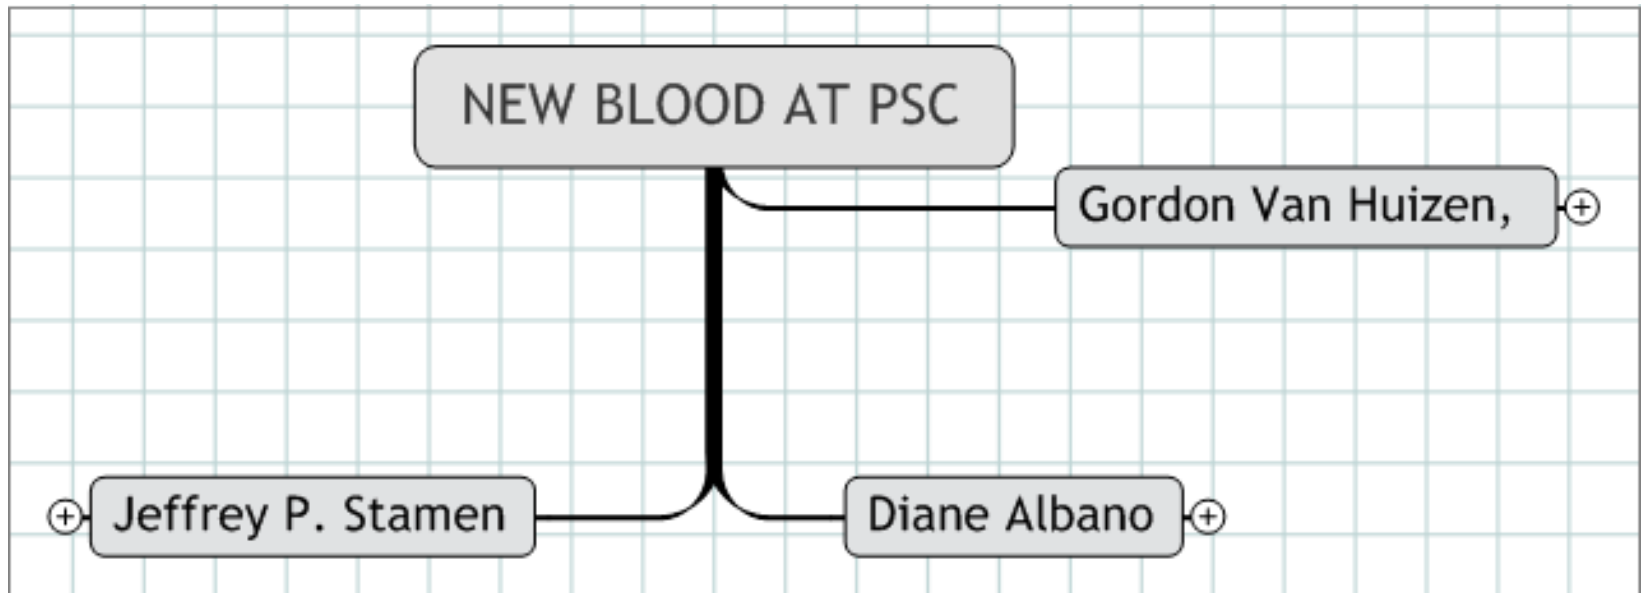 NEW BLOOD AT PSC
Gordon Van Huizen,
Jeffrey P. Stamen
Diane Albano